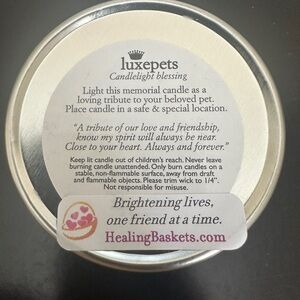 luxepets
Candlelight blessing
Light this memorial candle as a
loving tribute to your beloved pet.
Place candle in a safe & special location.
"A tribute of our love and friendship,
know my spirit will always be near.
Close to your heart. Always and forever."
Keep lit candle out of children's reach. Never leave
burning candle unattended. Only burn candles on a
stable, non-flammable surface, away from draft
and flammable objects. Please trim wick to 1/4".
Not responsible for misuse.
Brightening lives,
one friend at a time.
HealingBaskets.com